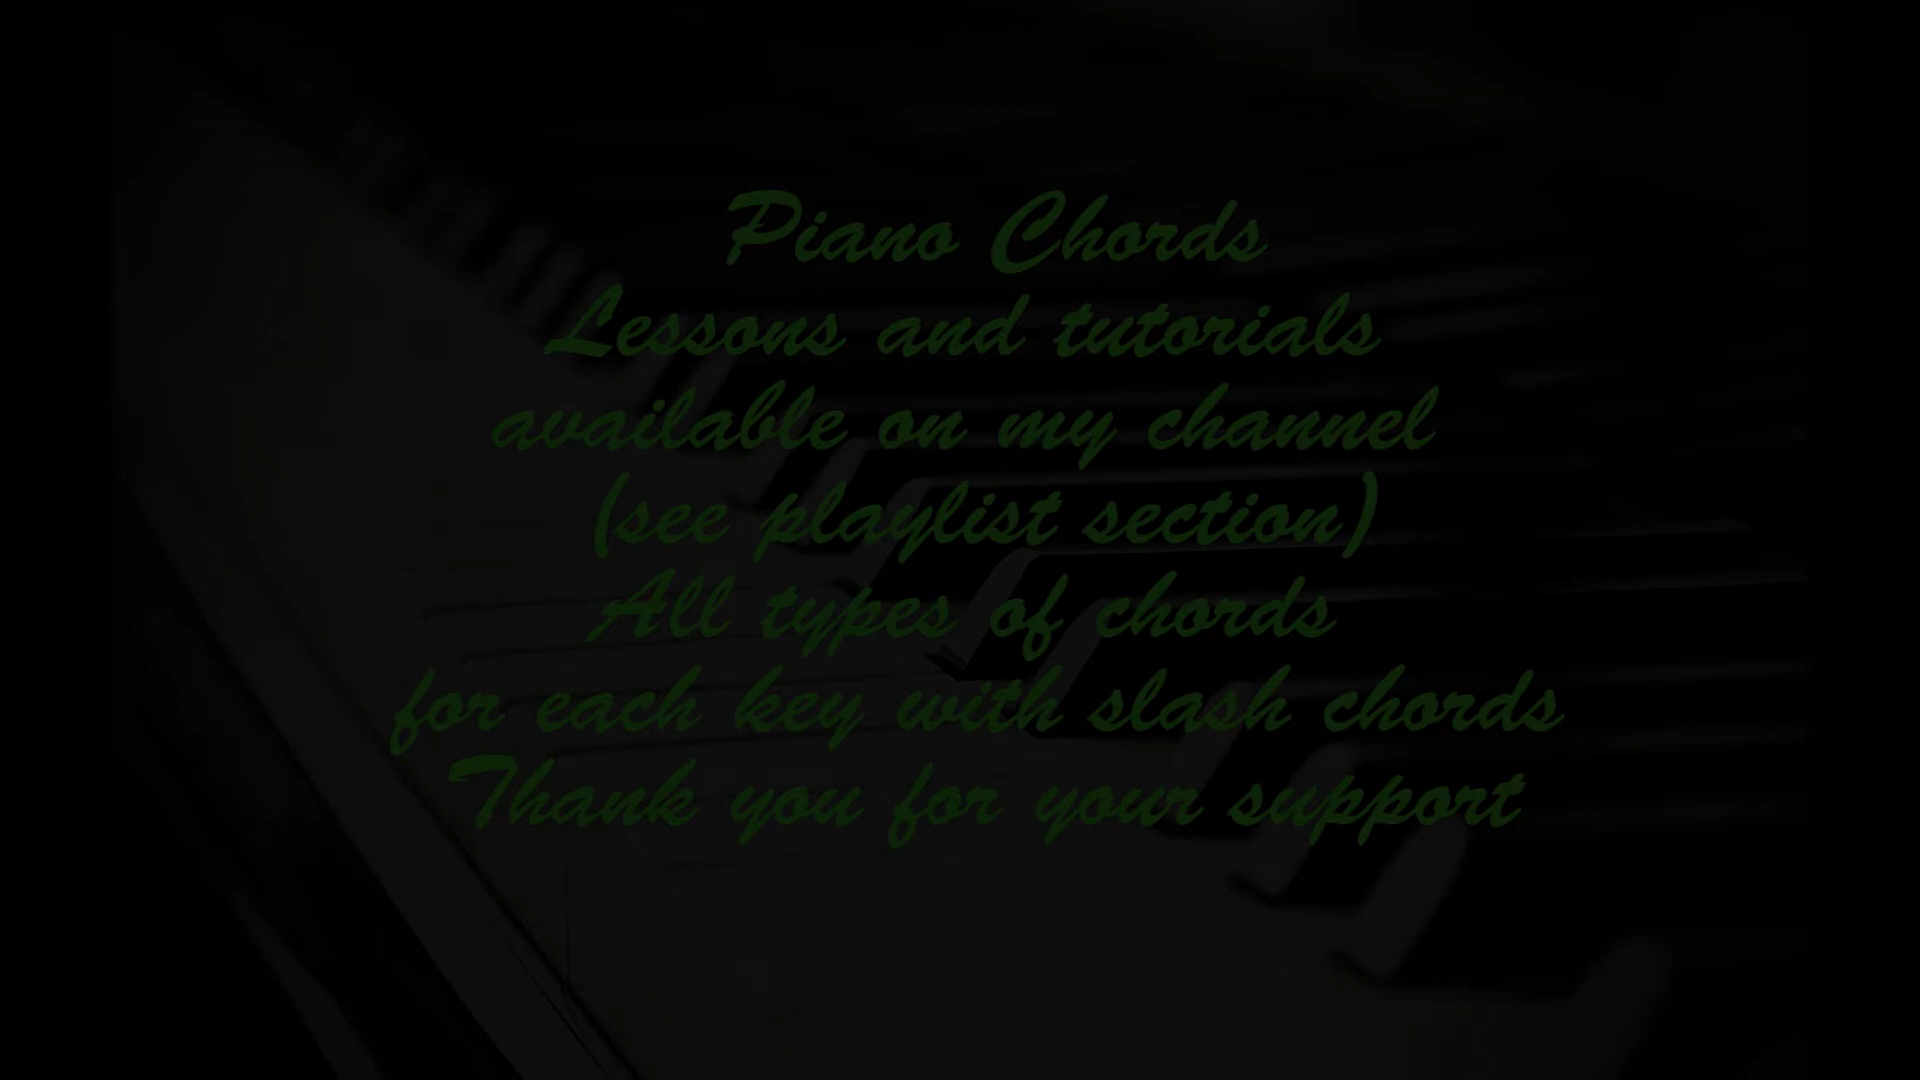 Piano Chords
Lessons and tutorials
available on my channel
(see playlist section)
All types of chords
for each key with slash chords
Thank you for your support